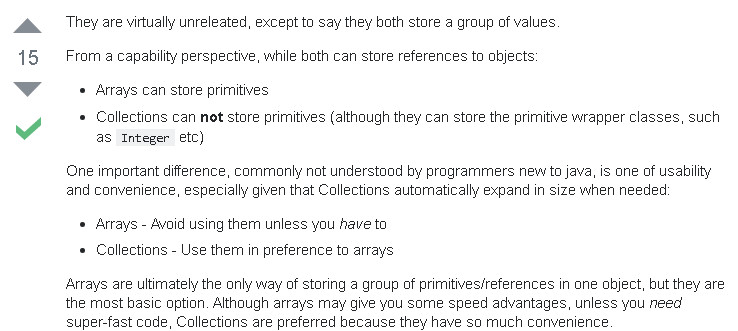 They are virtually unreleated, except to say they both store a group of values.
15
From a capability perspective, while both can store references to objects:
• Arrays can store primitives
• Collections can not store primitives (although they can store the primitive wrapper classes, such
as Integer etc)
One important difference, commonly not understood by programmers new to java, is one of usability
and convenience, especially given that Collections automatically expand in size when needed:
• Arrays - Avoid using them unless you have to
• Collections - Use them in preference to arrays
Arrays are ultimately the only way of storing a group of primitives/references in one object, but they are
the most basic option. Although arrays may give you some speed advantages, unless you need
super-fast code, Collections are preferred because they have so much convenience.